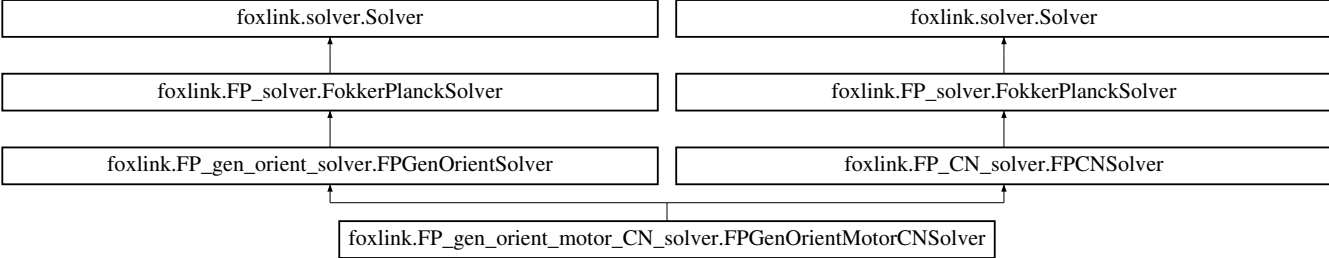 foxlink.solver.Solver
foxlink.solver.Solver
foxlink.FP_solver.FokkerPlanckSolver
foxlink.FP_solver.FokkerPlanckSolver
foxlink.FP_gen_orient_solver.FPGenOrientSolver
foxlink.FP_CN_solver.FPCNSolver
foxlink.FP_gen_orient_motor_CN_solver.FPGenOrientMotorCNSolver